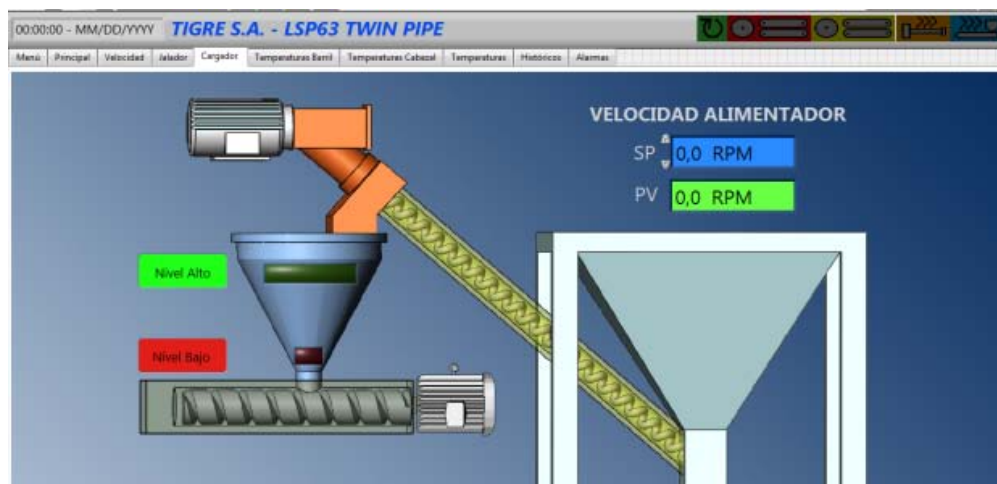 00:00:00 - MM/DD/YYYY TIGRE S.A. - LSP63 TWIN PIPE
Menú Principal Velocidad Jalador Cargador Temperaturas Barril Temperaturas Cabezal Temperaturas Históricos Alarmas
VELOCIDAD ALIMENTADOR
SP 0,0 RPM
PV 0,0 RPM
Nivel Alto
Nivel Bajo